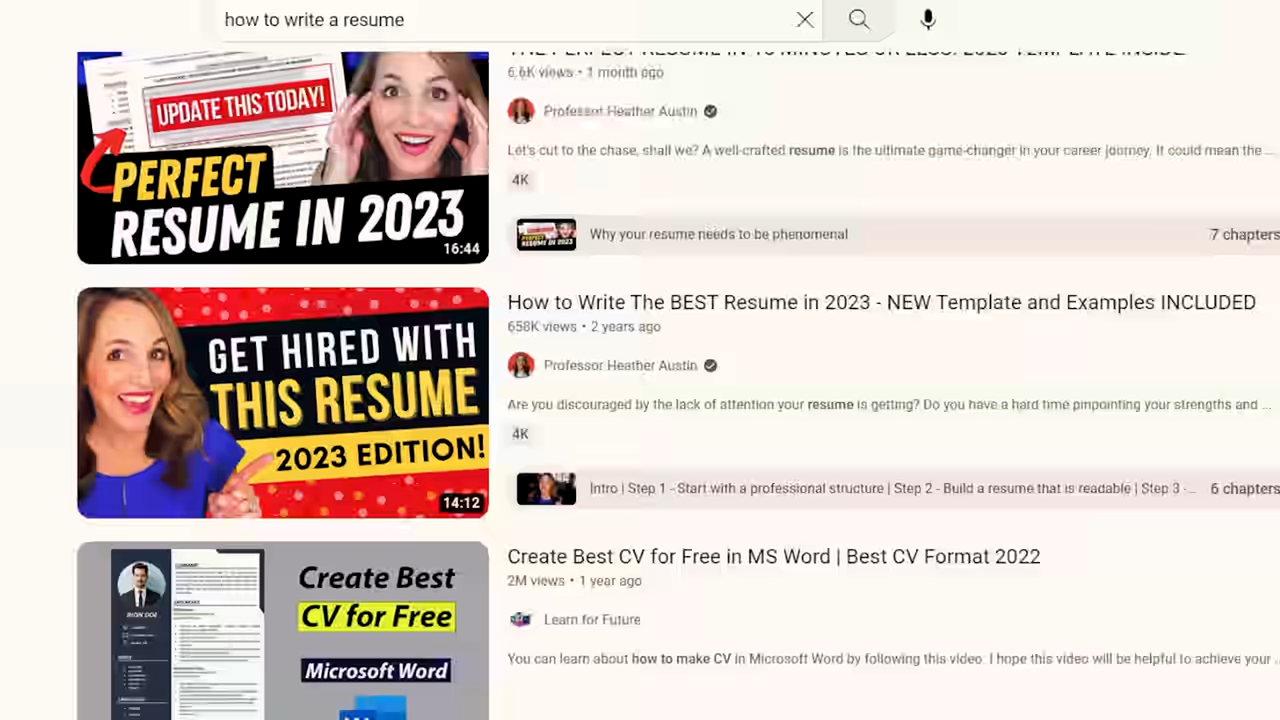 how to write a resume
UPDATE THIS TODAY!
PERFECT
RESUME IN 2023
16:44
6.6K views • 1 month ago
Professor Heather Austin
Let's cut to the chase, shall we? A well-crafted resume is the ultimate game-changer in your career journey. It could mean the ...
4K
Why your resume needs to be phenomenal
7 chapters
GET HIRED WITH
THIS RESUME
2023 EDITION!
14:12
How to Write The BEST Resume in 2023 - NEW Template and Examples INCLUDED
658K views • 2 years ago
Professor Heather Austin
Are you discouraged by the lack of attention your resume is getting? Do you have a hard time pinpointing your strengths and ...
4K
Intro | Step 1 - Start with a professional structure | Step 2 - Build a resume that is readable | Step 3 - ...
6 chapters
Create Best
CV for Free
Microsoft Word
Create Best CV for Free in MS Word | Best CV Format 2022
2M views • 1 year ago
Learn for Future
You can learn about how to make CV in Microsoft Word by following this video. I hope this video will be helpful to achieve your ...